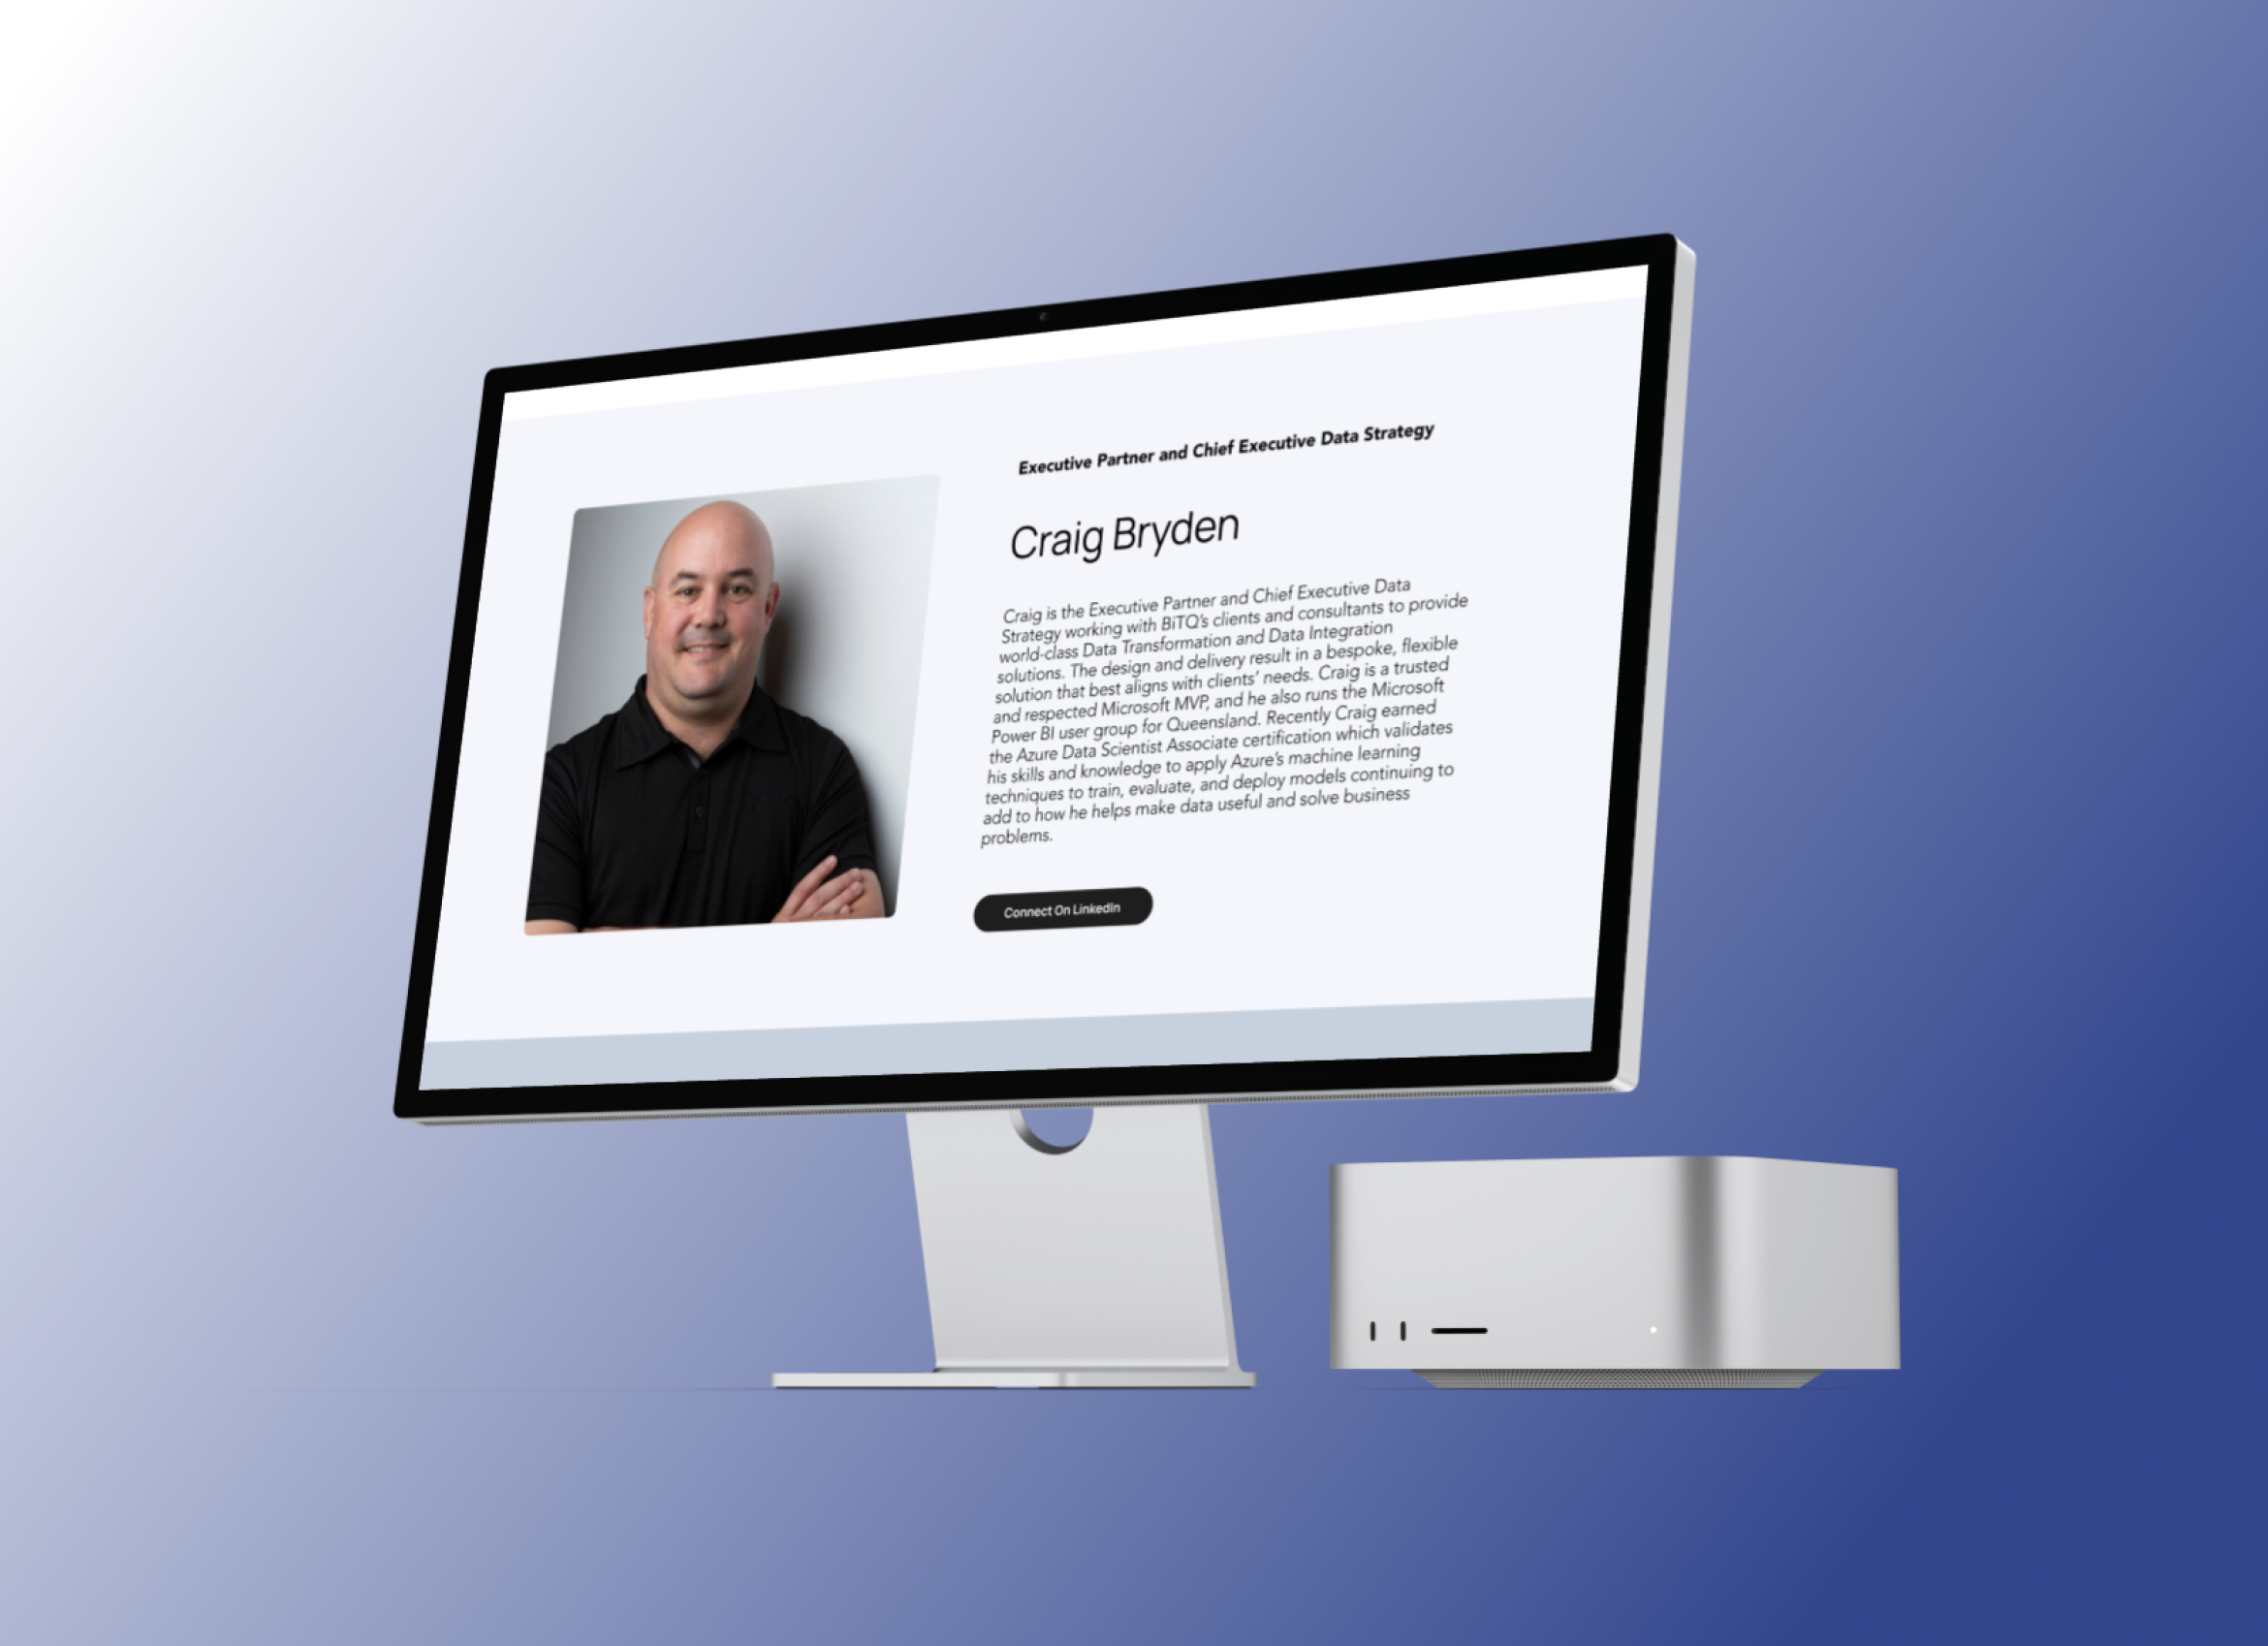 Executive Partner and Chief Executive Data Strategy
Craig Bryden
Craig is the Executive Partner and Chief Executive Data
Strategy working with BiTQ's clients and consultants to provide
world-class Data Transformation and Data Integration
solutions. The design and delivery result in a bespoke, flexible
solution that best aligns with clients' needs. Craig is a trusted
and respected Microsoft MVP, and he also runs the Microsoft
Power BI user group for Queensland. Recently Craig earned
the Azure Data Scientist Associate certification which validates
his skills and knowledge to apply Azure's machine learning
techniques to train, evaluate, and deploy models continuing to
add to how he helps make data useful and solve business
problems.
Connect On LinkedIn